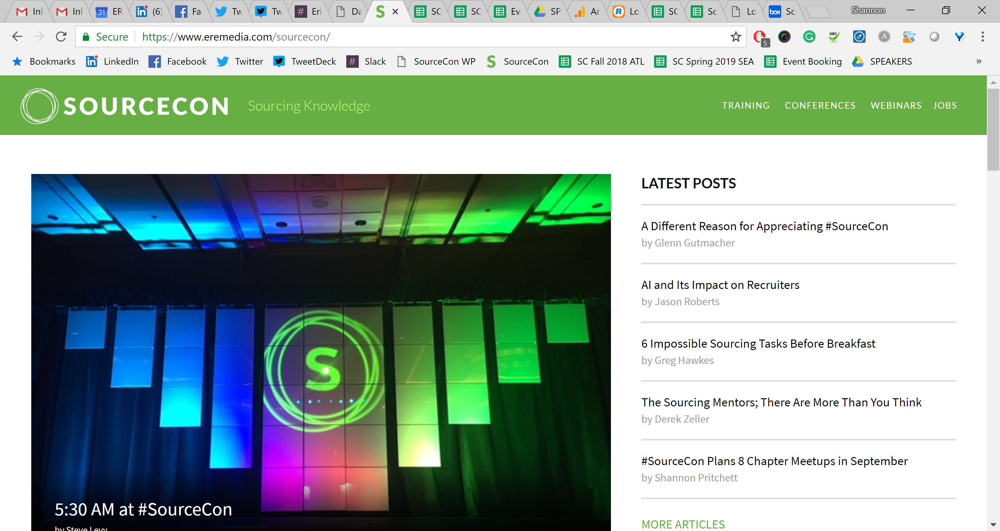 Inb
Inb
31 ER
in (6)
Fa
Tw
Tw
# Eri
Da
S
SC
SC
Ev
SP
Ar
R Lo
SC
Sc
Lo
box Sc
Shannon
Secure
https://www.eremedia.com/sourcecon/
5
G
ABC
A
Bookmarks
in LinkedIn
Facebook
Twitter
TweetDeck
# Slack
SourceCon WP
S SourceCon
SC Fall 2018 ATL
SC Spring 2019 SEA
Event Booking
SPEAKERS
»
SOURCECON
Sourcing Knowledge
TRAINING
CONFERENCES
WEBINARS
JOBS
S
5:30 AM at #SourceCon
by Steve Levy
LATEST POSTS
A Different Reason for Appreciating #SourceCon
by Glenn Gutmacher
AI and Its Impact on Recruiters
by Jason Roberts
6 Impossible Sourcing Tasks Before Breakfast
by Greg Hawkes
The Sourcing Mentors; There Are More Than You Think
by Derek Zeller
#SourceCon Plans 8 Chapter Meetups in September
by Shannon Pritchett
MORE ARTICLES